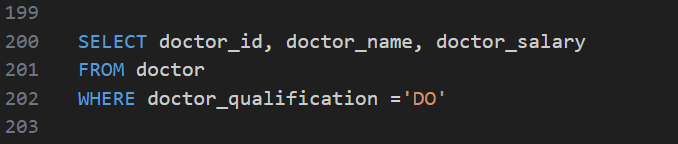 199
200 SELECT doctor_id, doctor_name, doctor_salary
201 FROM doctor
202 WHERE doctor_qualification ='DO'
203